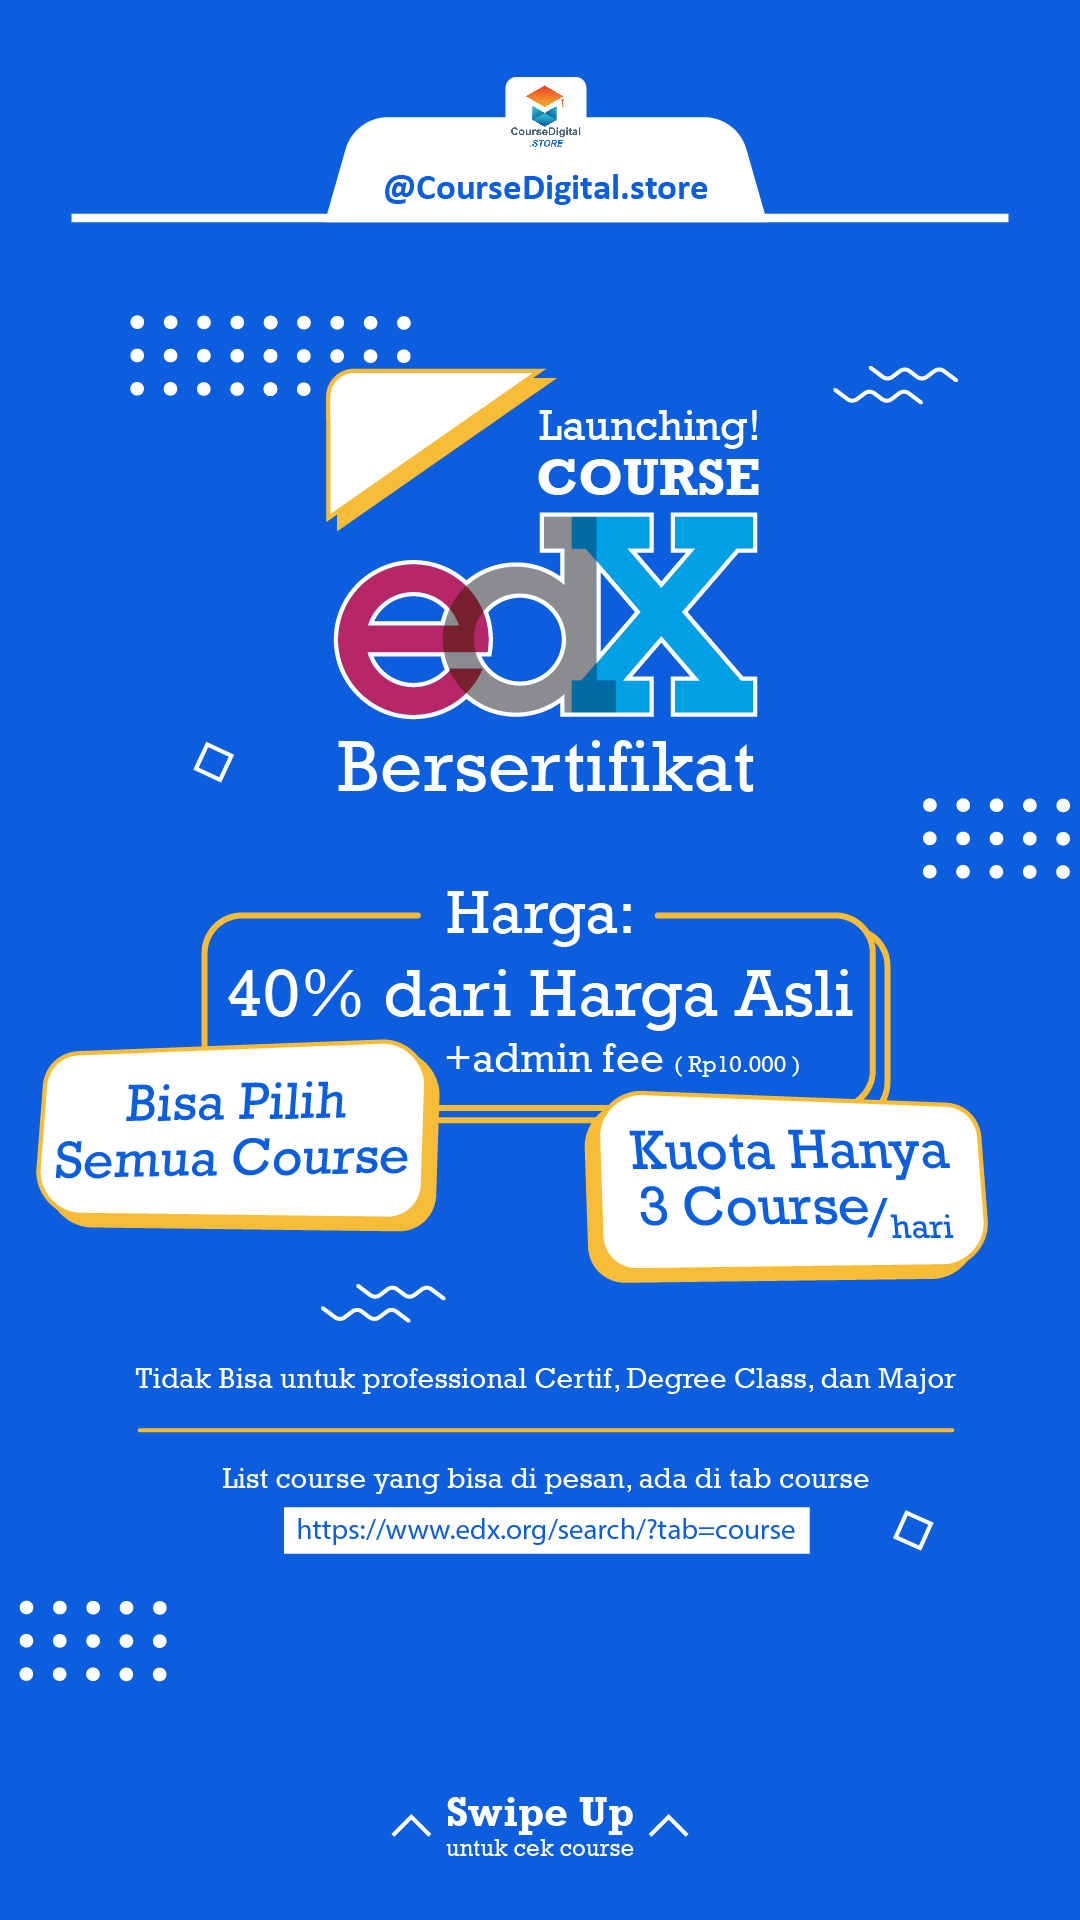 CourseDigital
.STORE
@CourseDigital.store
Launching!
COURSE
edX
Bersertifikat
Harga:
40% dari Harga Asli
+admin fee ( Rp10.000 )
Bisa Pilih
Semua Course
Kuota Hanya
3 Course/hari
Tidak Bisa untuk professional Certif, Degree Class, dan Major
List course yang bisa di pesan, ada di tab course
https://www.edx.org/search/?tab=course
Swipe Up
untuk cek course